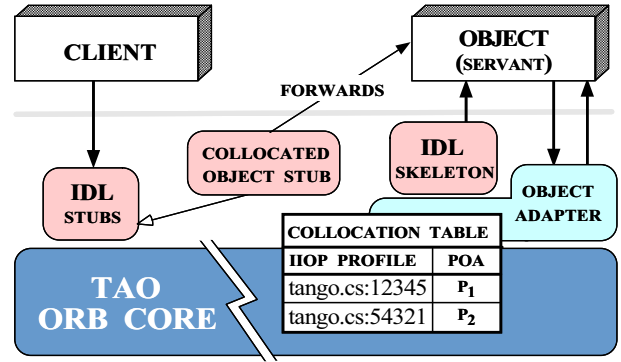 CLIENT
OBJECT
(SERVANT)
FORWARDS
COLLOCATED
OBJECT STUB
IDL
SKELETON
IDL
STUBS
OBJECT
ADAPTER
COLLOCATION TABLE
IIOP PROFILE POA
tango.cs:12345 P1
tango.cs:54321 P2
TAO
ORB CORE